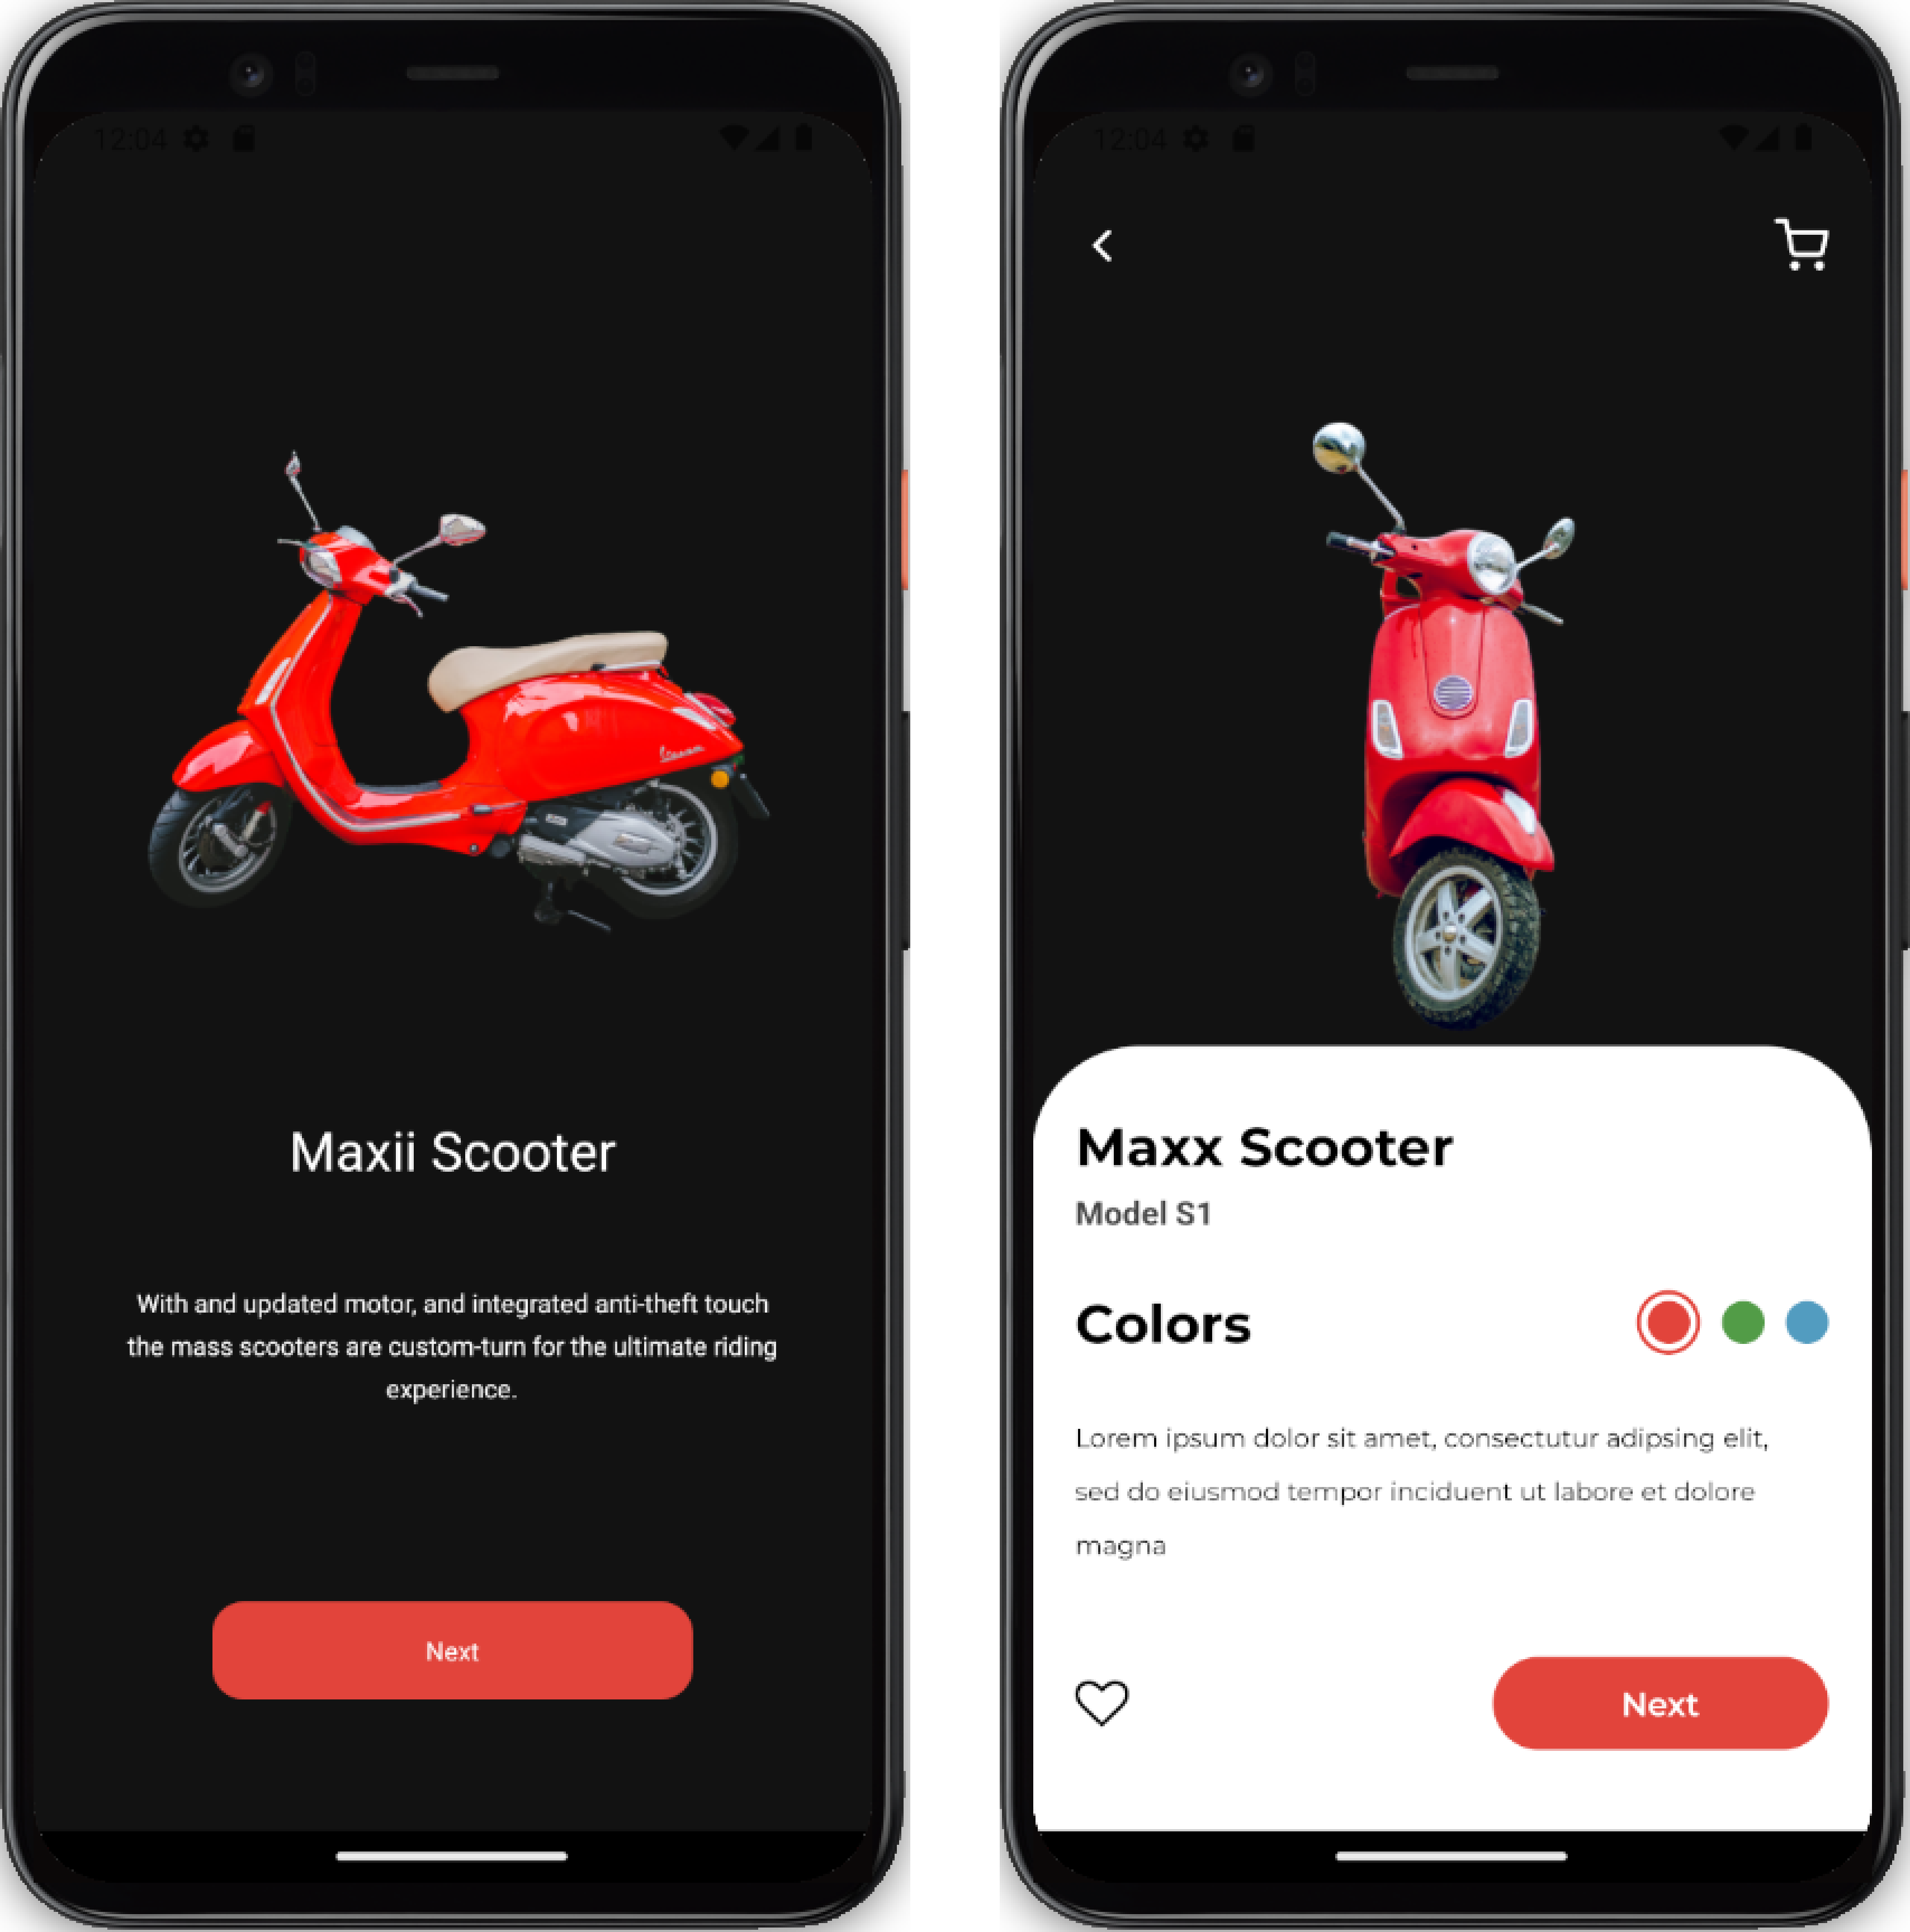 12:04
Maxii Scooter
With and updated motor, and integrated anti-theft touch
the mass scooters are custom-turn for the ultimate riding
experience.
Next
12:04
Maxx Scooter
Model S1
Colors
Lorem ipsum dolor sit amet, consectutur adipsing elit,
sed do eiusmod tempor inciduent ut labore et dolore
magna
Next